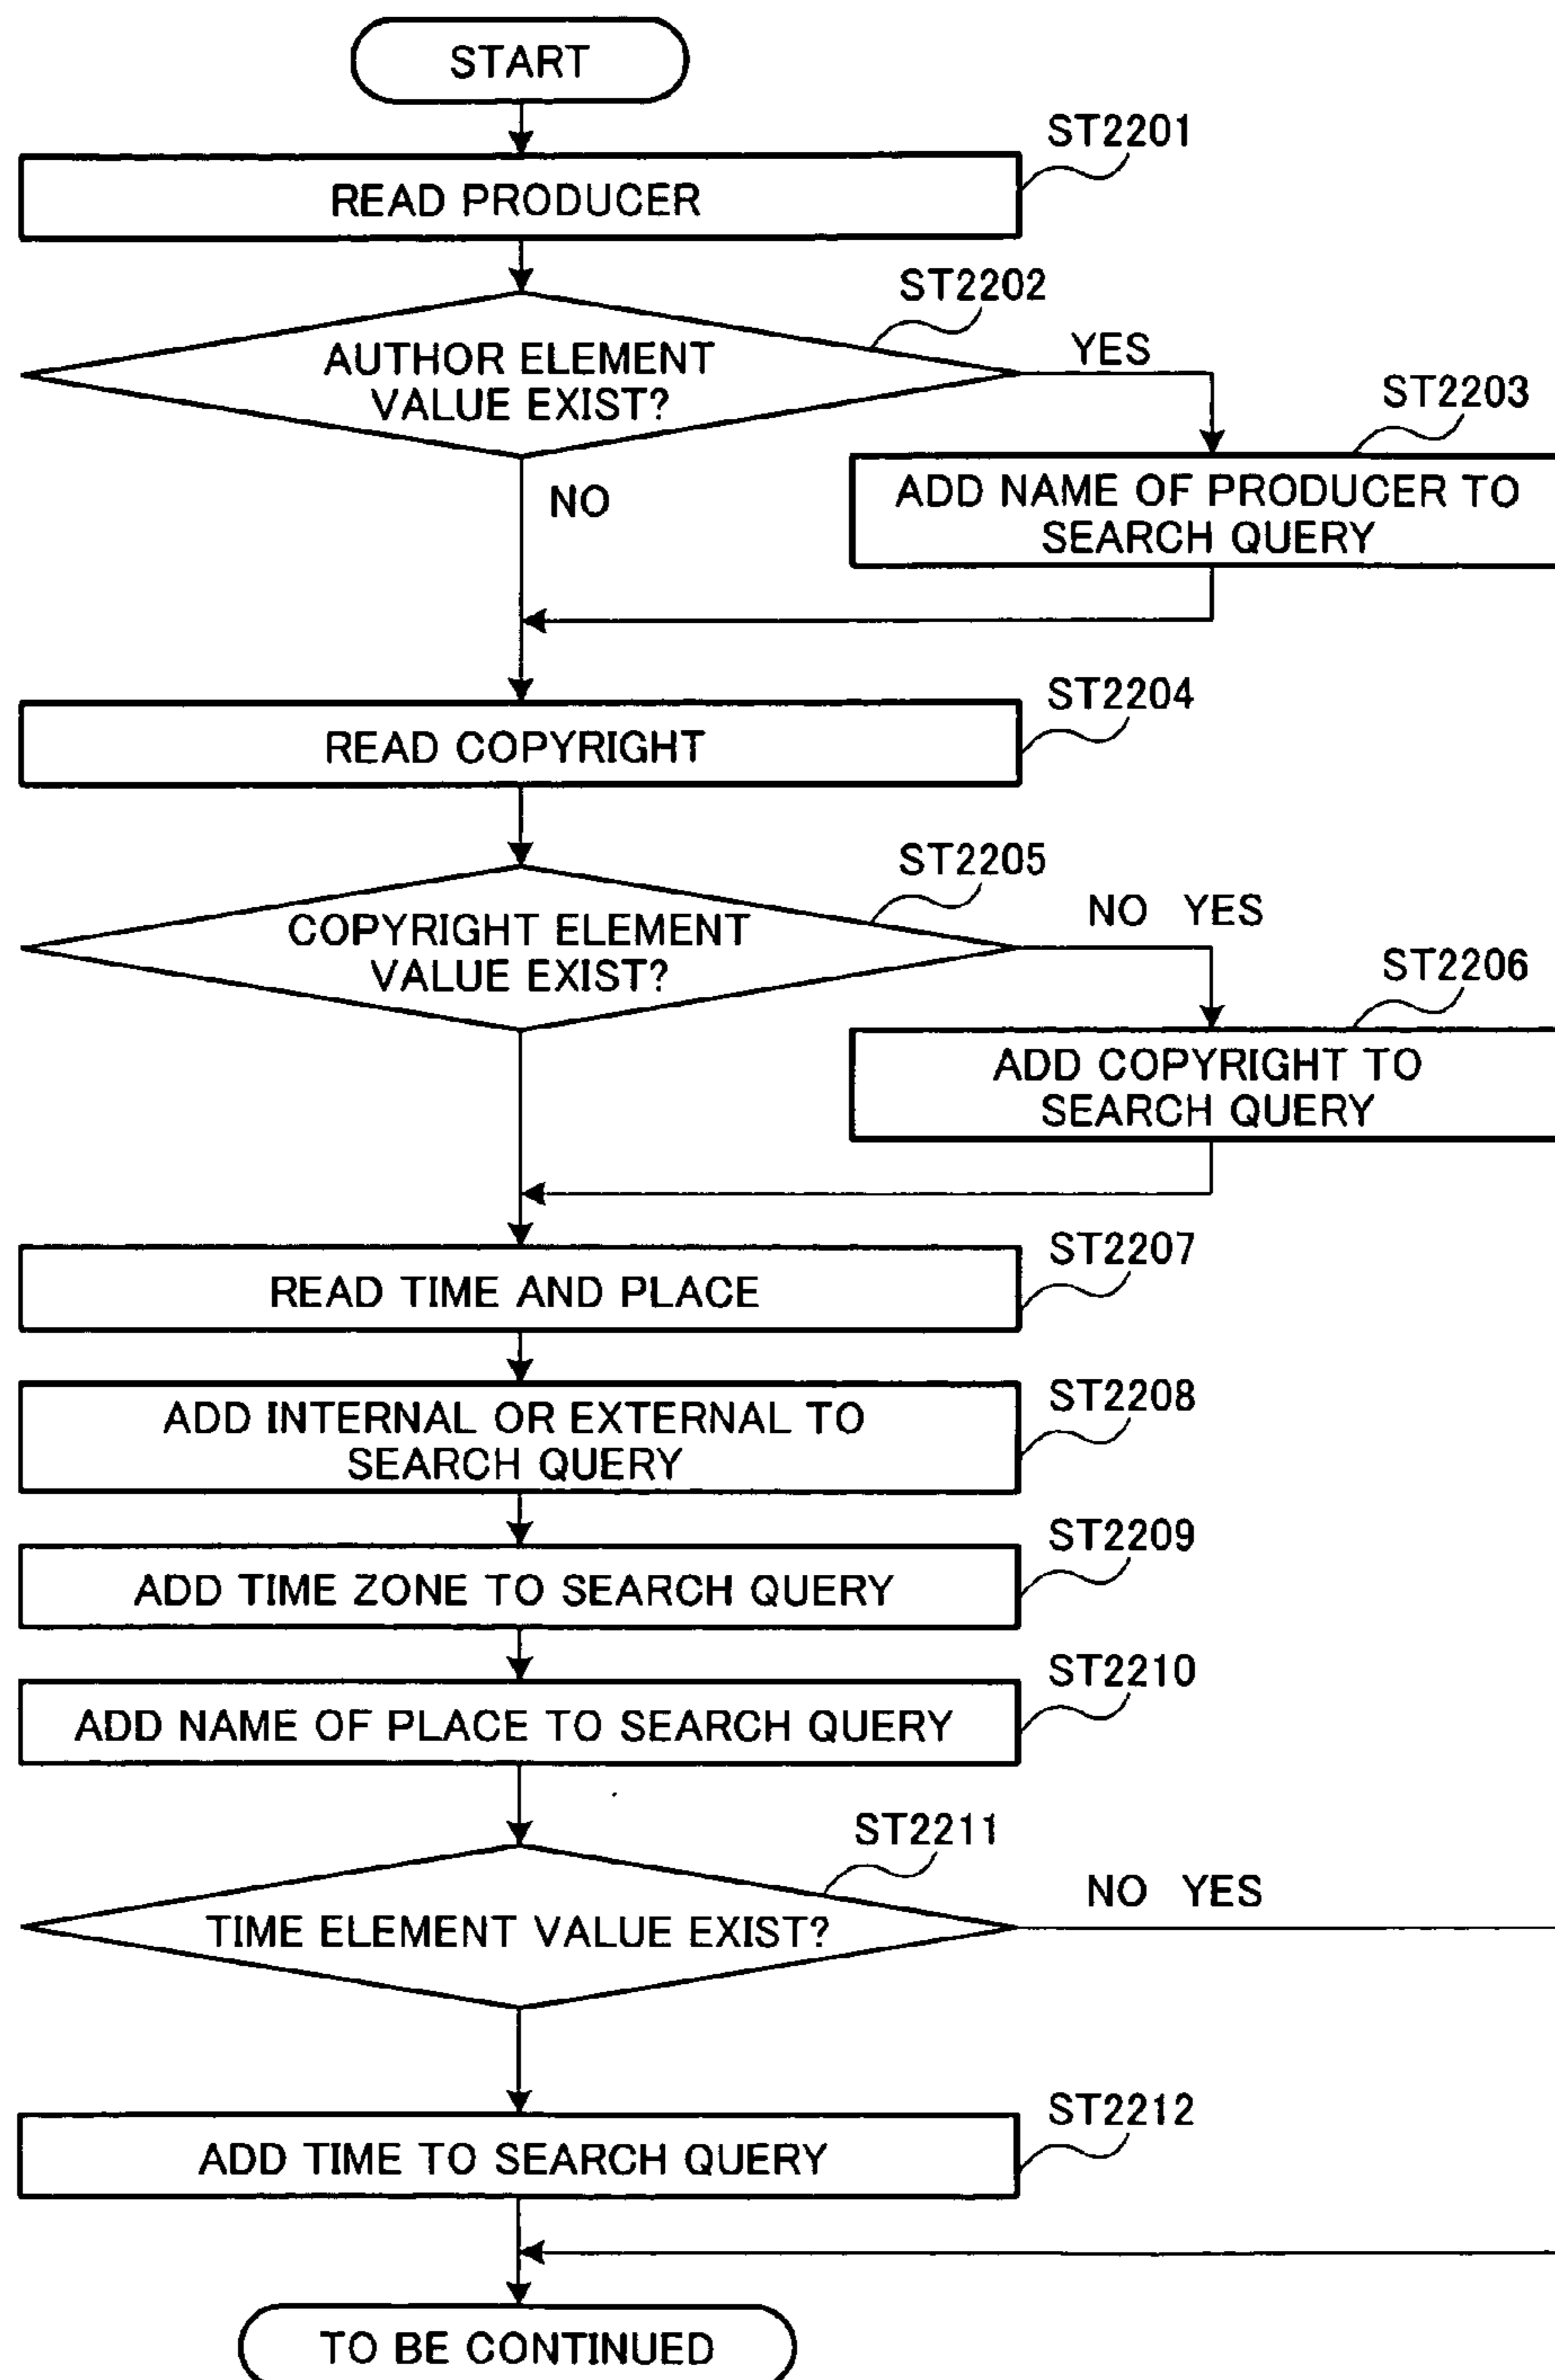 START
ST2201
READ PRODUCER
ST2202
AUTHOR ELEMENT
VALUE EXIST?
YES
NO
ST2203
ADD NAME OF PRODUCER TO
SEARCH QUERY
ST2204
READ COPYRIGHT
ST2205
COPYRIGHT ELEMENT
VALUE EXIST?
NO YES
ST2206
ADD COPYRIGHT TO
SEARCH QUERY
ST2207
READ TIME AND PLACE
ST2208
ADD INTERNAL OR EXTERNAL TO
SEARCH QUERY
ST2209
ADD TIME ZONE TO SEARCH QUERY
ST2210
ADD NAME OF PLACE TO SEARCH QUERY
ST2211
TIME ELEMENT VALUE EXIST?
NO YES
ST2212
ADD TIME TO SEARCH QUERY
TO BE CONTINUED